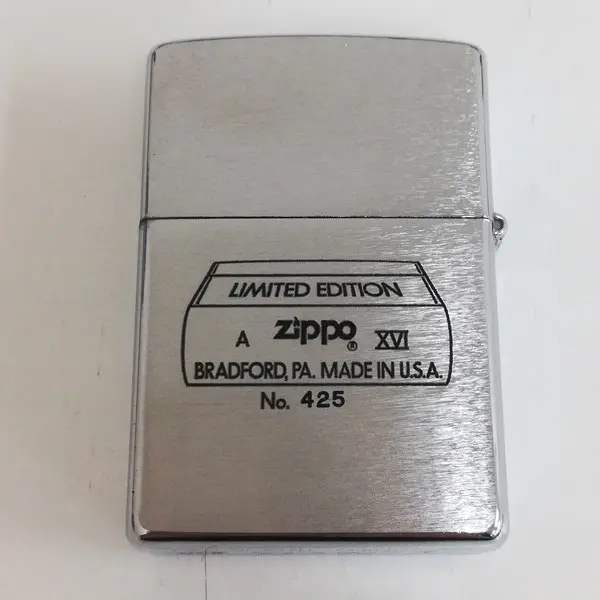 LIMITED EDITION
A zippo® XVI
BRADFORD, PA. MADE IN U.S.A.
No. 425